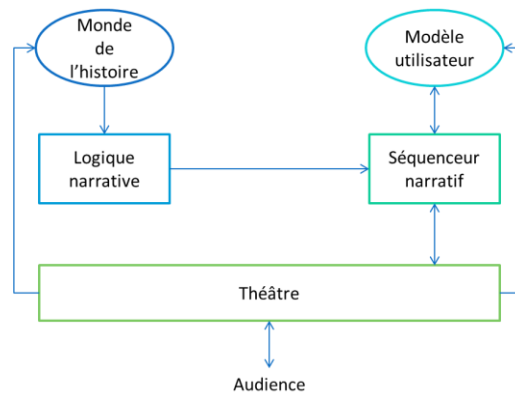 Monde
de
l’histoire
Modèle
utilisateur
Logique
narrative
Séquenceur
narratif
Théâtre
Audience